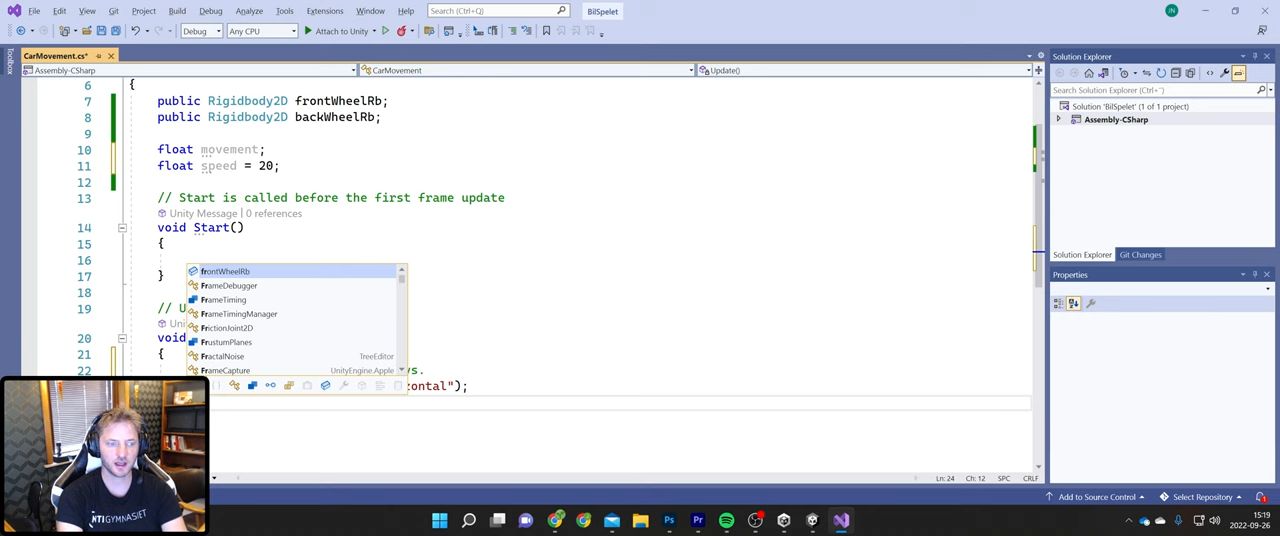 File Edit View Git Project Build Debug Analyze Tools Extensions Window Help Search (Ctrl+Q) BilSpelet JN
Debug Any CPU Attach to Unity
CarMovement.cs*
Toolbox
Assembly-CSharp CarMovement Update()
6 {
7 public Rigidbody2D frontWheelRb;
8 public Rigidbody2D backWheelRb;
9
10 float movement;
11 float speed = 20;
12
13 // Start is called before the first frame update
Unity Message | 0 references
14 void Start()
15 {
16
17 }
18
19 // U
Uni
20 void
21 {
22 vs.
zontal");
frontWheelRb
FrameDebugger
FrameTiming
FrameTimingManager
FrictionJoint2D
FrustumPlanes
FractalNoise TreeEditor
FrameCapture UnityEngine.Apple
NTIGYMNASIET
Ln: 24 Ch: 12 SPC CRLF
Solution Explorer
Search Solution Explorer (Ctrl+")
Solution 'BilSpelet' (1 of 1 project)
Assembly-CSharp
Solution Explorer Git Changes
Properties
Add to Source Control Select Repository
15:19
2022-09-26